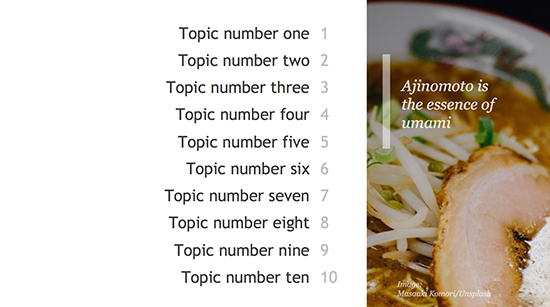 Topic number one 1
Topic number two 2
Topic number three 3
Topic number four 4
Topic number five 5
Topic number six 6
Topic number seven 7
Topic number eight 8
Topic number nine 9
Topic number ten 10
Ajinomoto is
the essence of
umami
Image:
Masaaki Komori/Unsplash